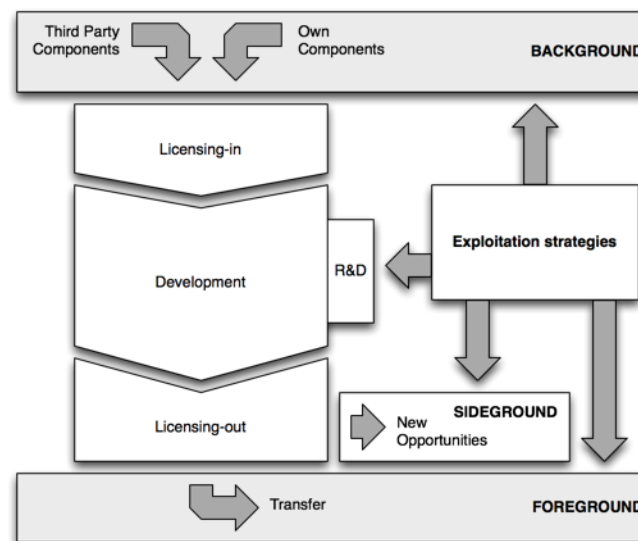 Third Party
Components
Own
Components
BACKGROUND
Licensing-in
Exploitation strategies
Development
R&D
SIDEGROUND
New
Opportunities
Licensing-out
Transfer
FOREGROUND